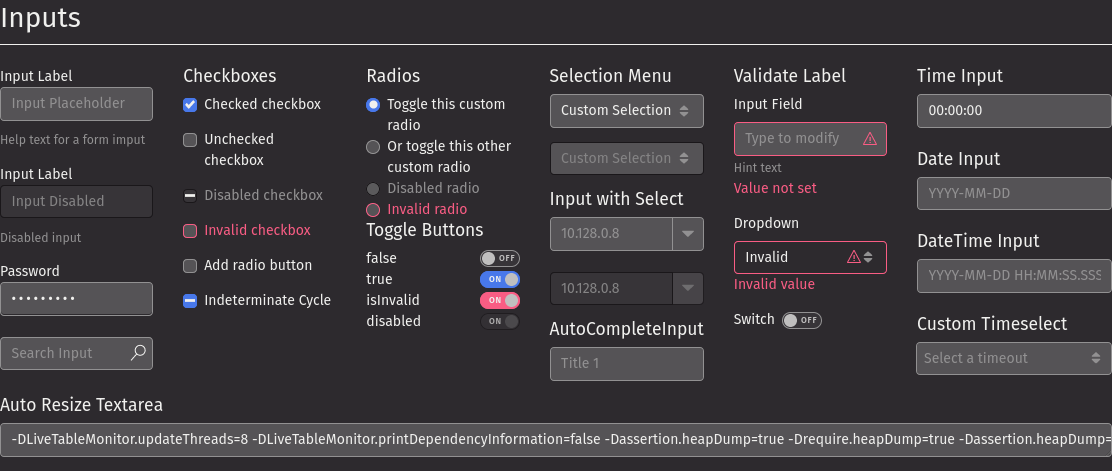 Inputs
Input Label
Input Placeholder
Help text for a form imput
Input Label
Input Disabled
Disabled input
Password
•••••••••
Search Input
Checkboxes
Checked checkbox
Unchecked
checkbox
Disabled checkbox
Invalid checkbox
Add radio button
Indeterminate Cycle
Radios
Toggle this custom
radio
Or toggle this other
custom radio
Disabled radio
Invalid radio
Toggle Buttons
false OFF
true ON
isInvalid ON
disabled ON
Selection Menu
Custom Selection
Custom Selection
Input with Select
10.128.0.8
10.128.0.8
AutoCompleteInput
Title 1
Validate Label
Input Field
Type to modify
Hint text
Value not set
Dropdown
Invalid
Invalid value
Switch OFF
Time Input
00:00:00
Date Input
YYYY-MM-DD
DateTime Input
YYYY-MM-DD HH:MM:SS.SSS
Custom Timeselect
Select a timeout
Auto Resize Textarea
-DLiveTableMonitor.updateThreads=8 -DLiveTableMonitor.printDependencyInformation=false -Dassertion.heapDump=true -Drequire.heapDump=true -Dassertion.heapDump=